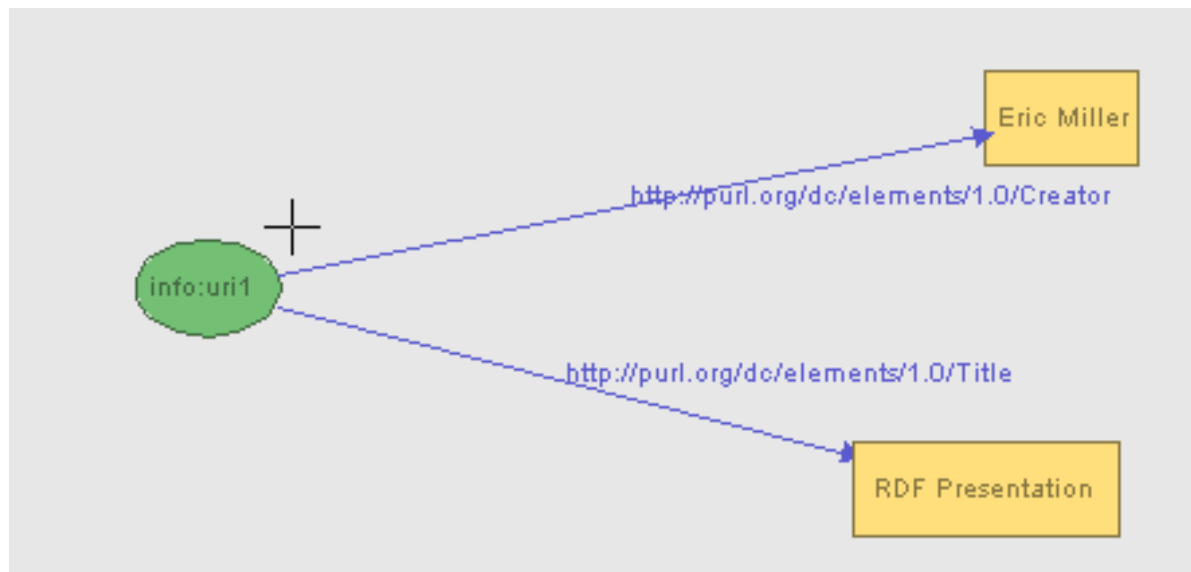 Eric Miller
http://purl.org/dc/elements/1.0/Creator
info:uri1
http://purl.org/dc/elements/1.0/Title
RDF Presentation